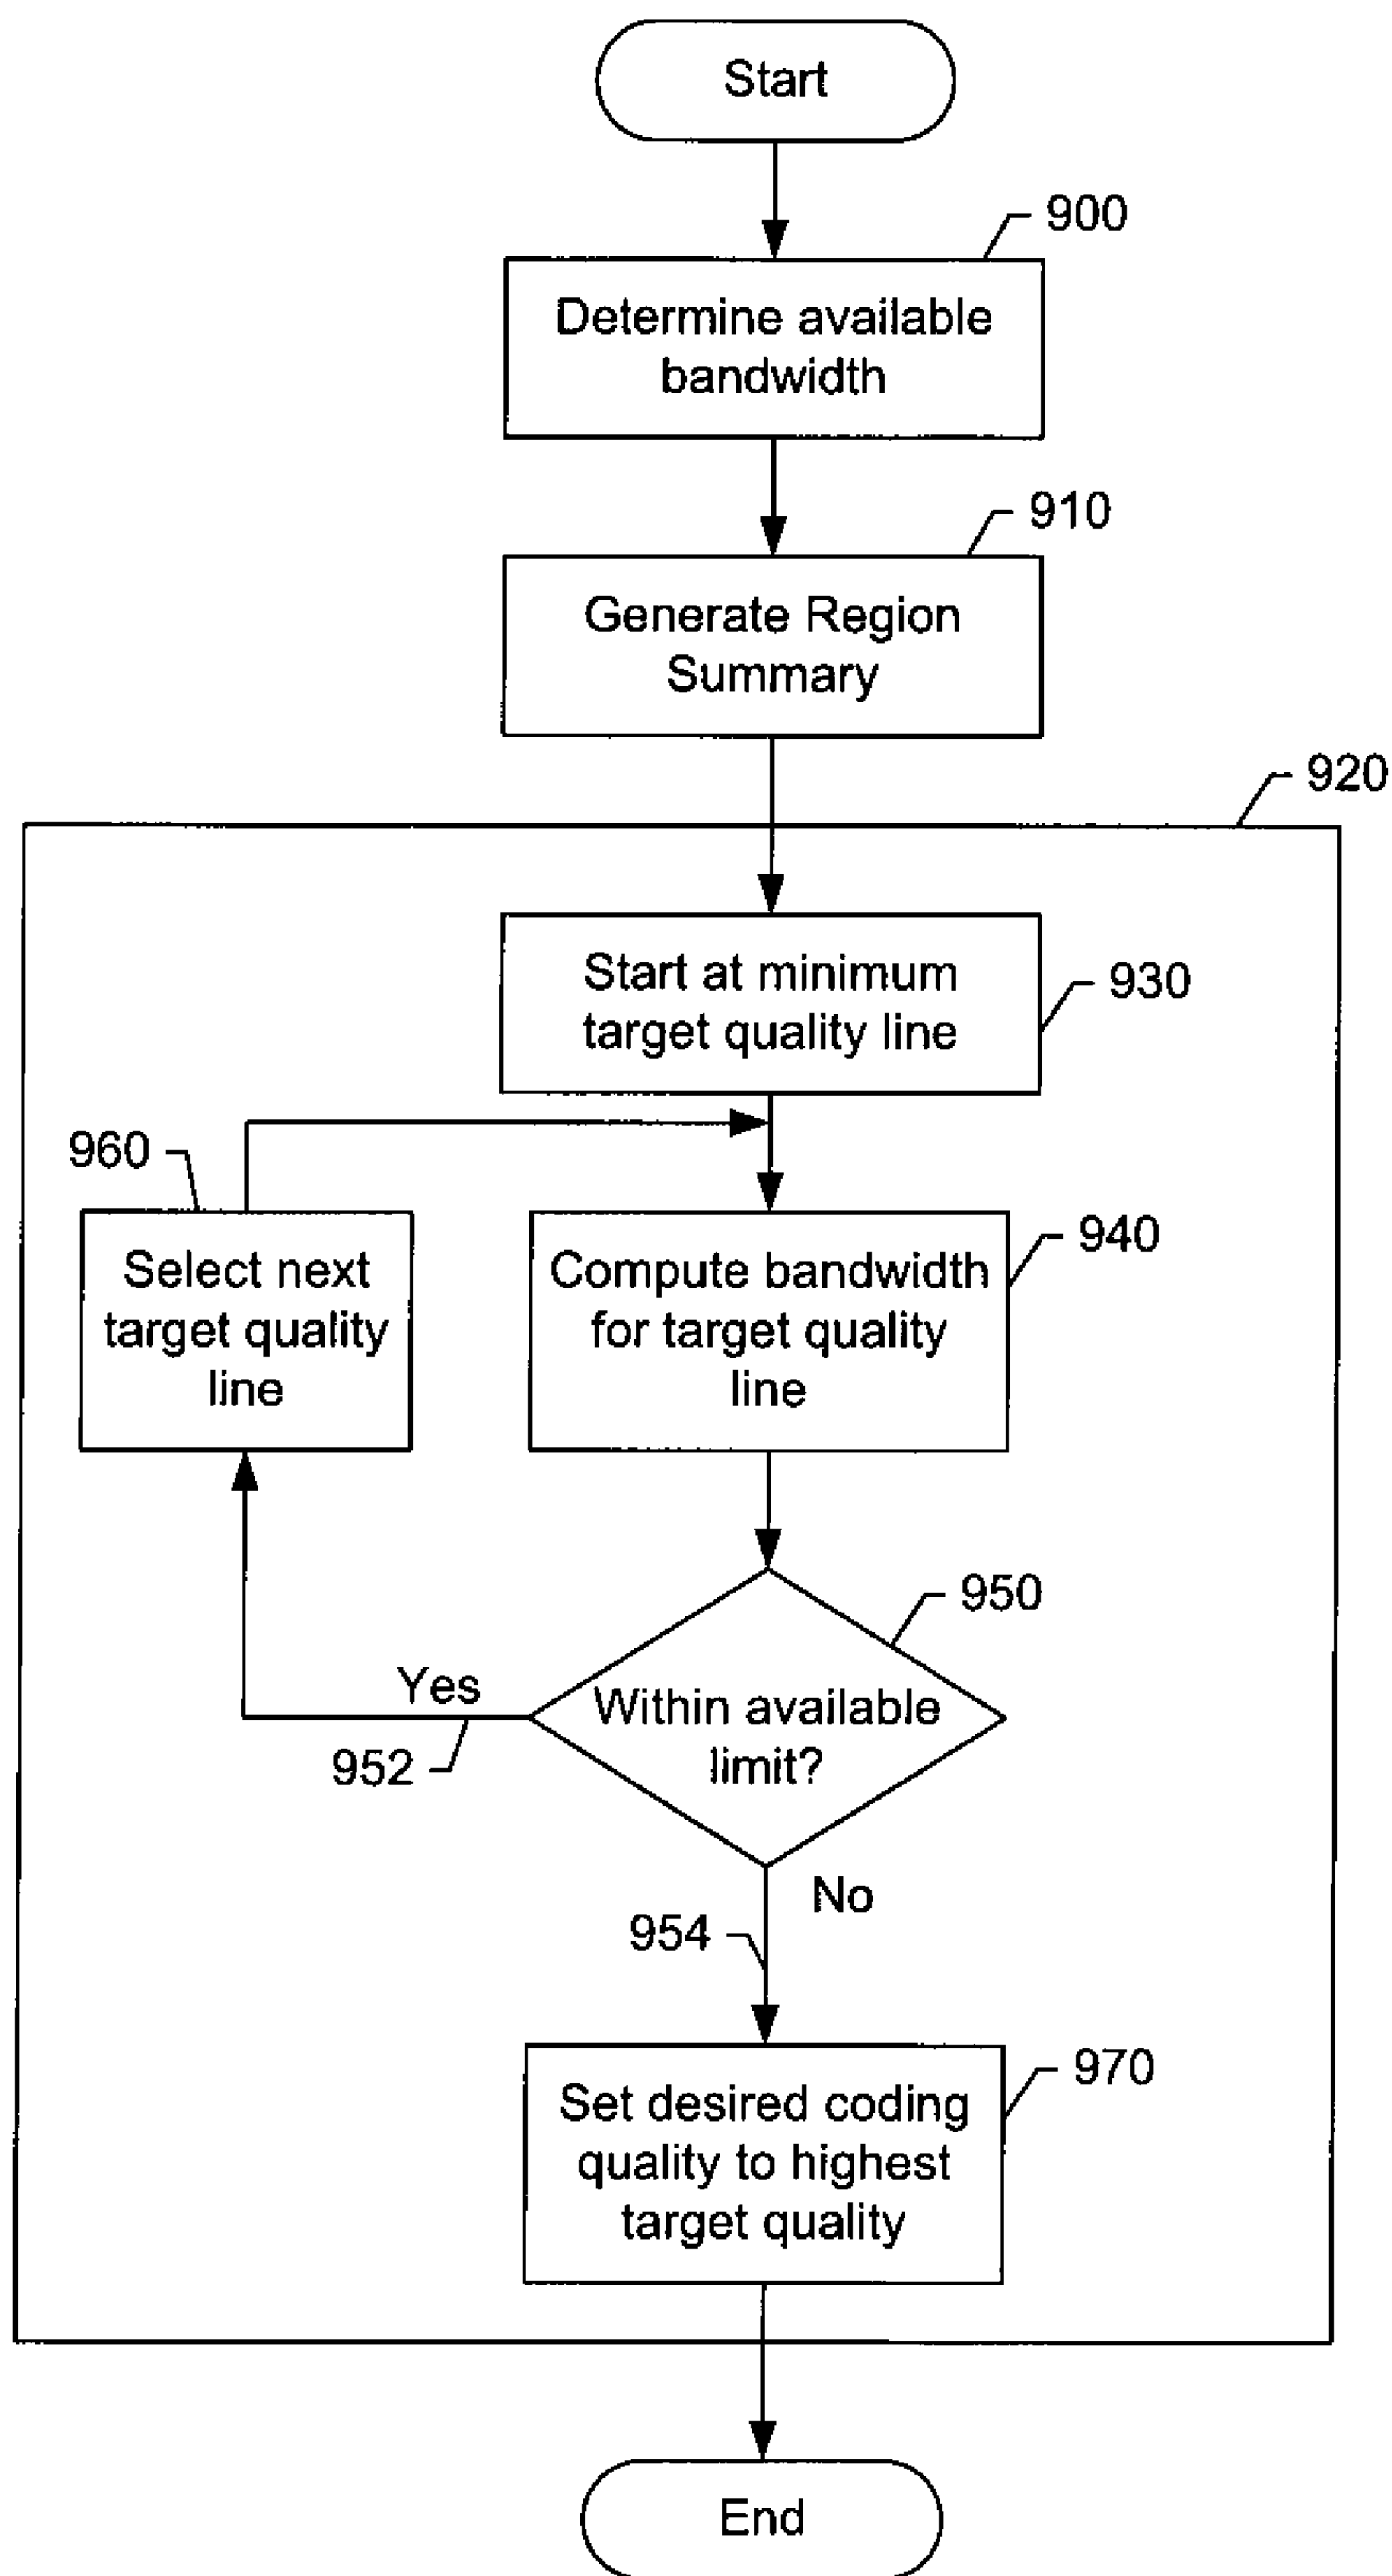 Start
900
Determine available
bandwidth
910
Generate Region
Summary
920
Start at minimum
target quality line
930
960
Select next
target quality
line
940
Compute bandwidth
for target quality
line
950
Within available
limit?
Yes
952
No
954
970
Set desired coding
quality to highest
target quality
End